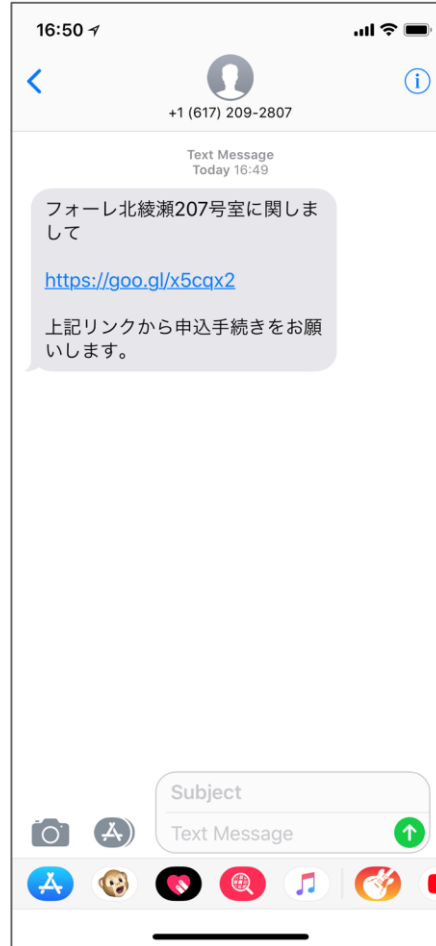 16:50
+1 (617) 209-2807
Text Message
Today 16:49
フォーレ北綾瀬207号室に関しま
して
https://goo.gl/x5cqx2
上記リンクから申込手続きをお願
いします。
Subject
Text Message